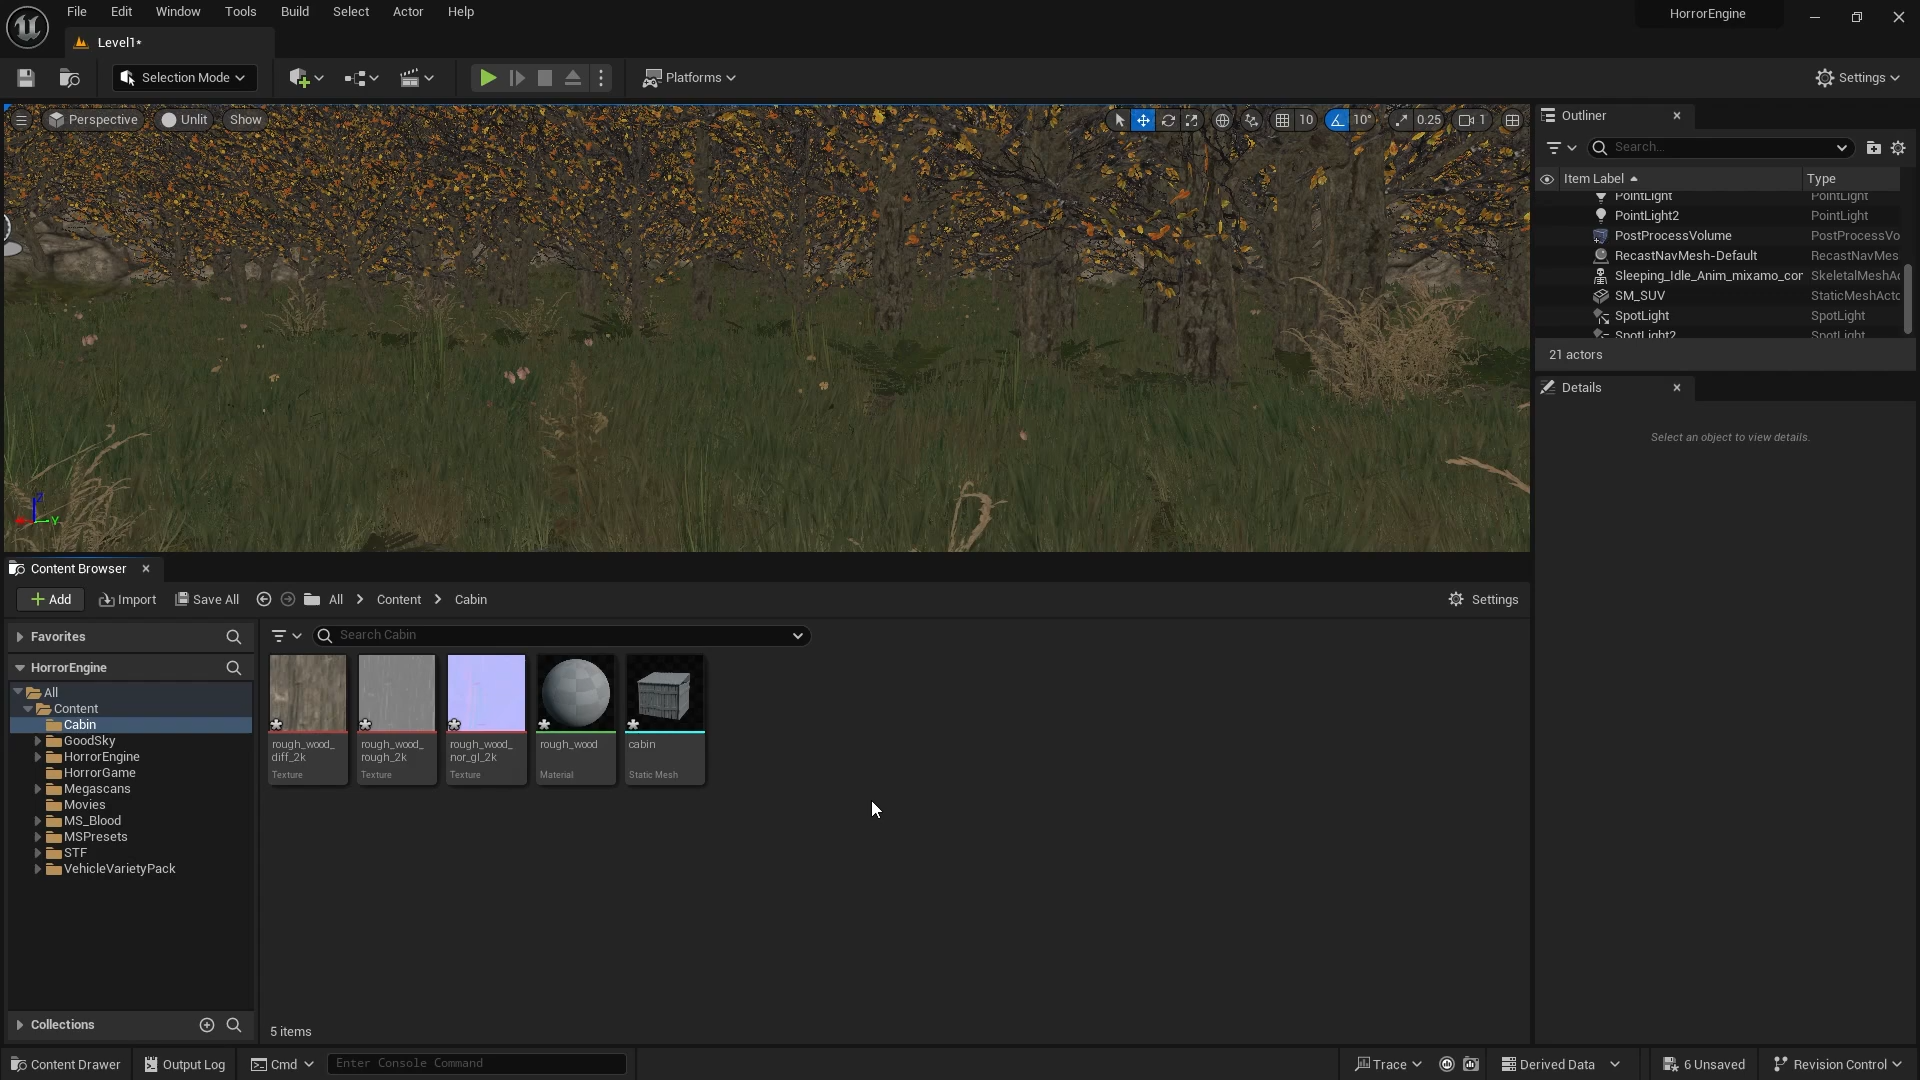 File Edit Window Tools Build Select Actor Help
HorrorEngine
Level1*
Selection Mode
Platforms
Settings
Perspective Unlit Show
10 10° 0.25 1
Outliner
Search...
Item Label Type
PointLight PointLight
PointLight2 PointLight
PostProcessVolume PostProcessVo
RecastNavMesh-Default RecastNavMes
Sleeping_Idle_Anim_mixamo_cor SkeletalMeshAc
SM_SUV StaticMeshActo
SpotLight SpotLight
SpotLight2 SpotLight
21 actors
Details
Select an object to view details.
Z
Y
Content Browser
Add Import Save All All Content Cabin Settings
Favorites
Search Cabin
HorrorEngine
All
Content
Cabin
GoodSky
HorrorEngine
HorrorGame
Megascans
Movies
MS_Blood
MSPresets
STF
VehicleVarietyPack
rough_wood_
diff_2k
Texture
rough_wood_
rough_2k
Texture
rough_wood_
nor_gl_2k
Texture
rough_wood
Material
cabin
Static Mesh
Collections
5 items
Content Drawer Output Log Cmd Enter Console Command Trace Derived Data 6 Unsaved Revision Control